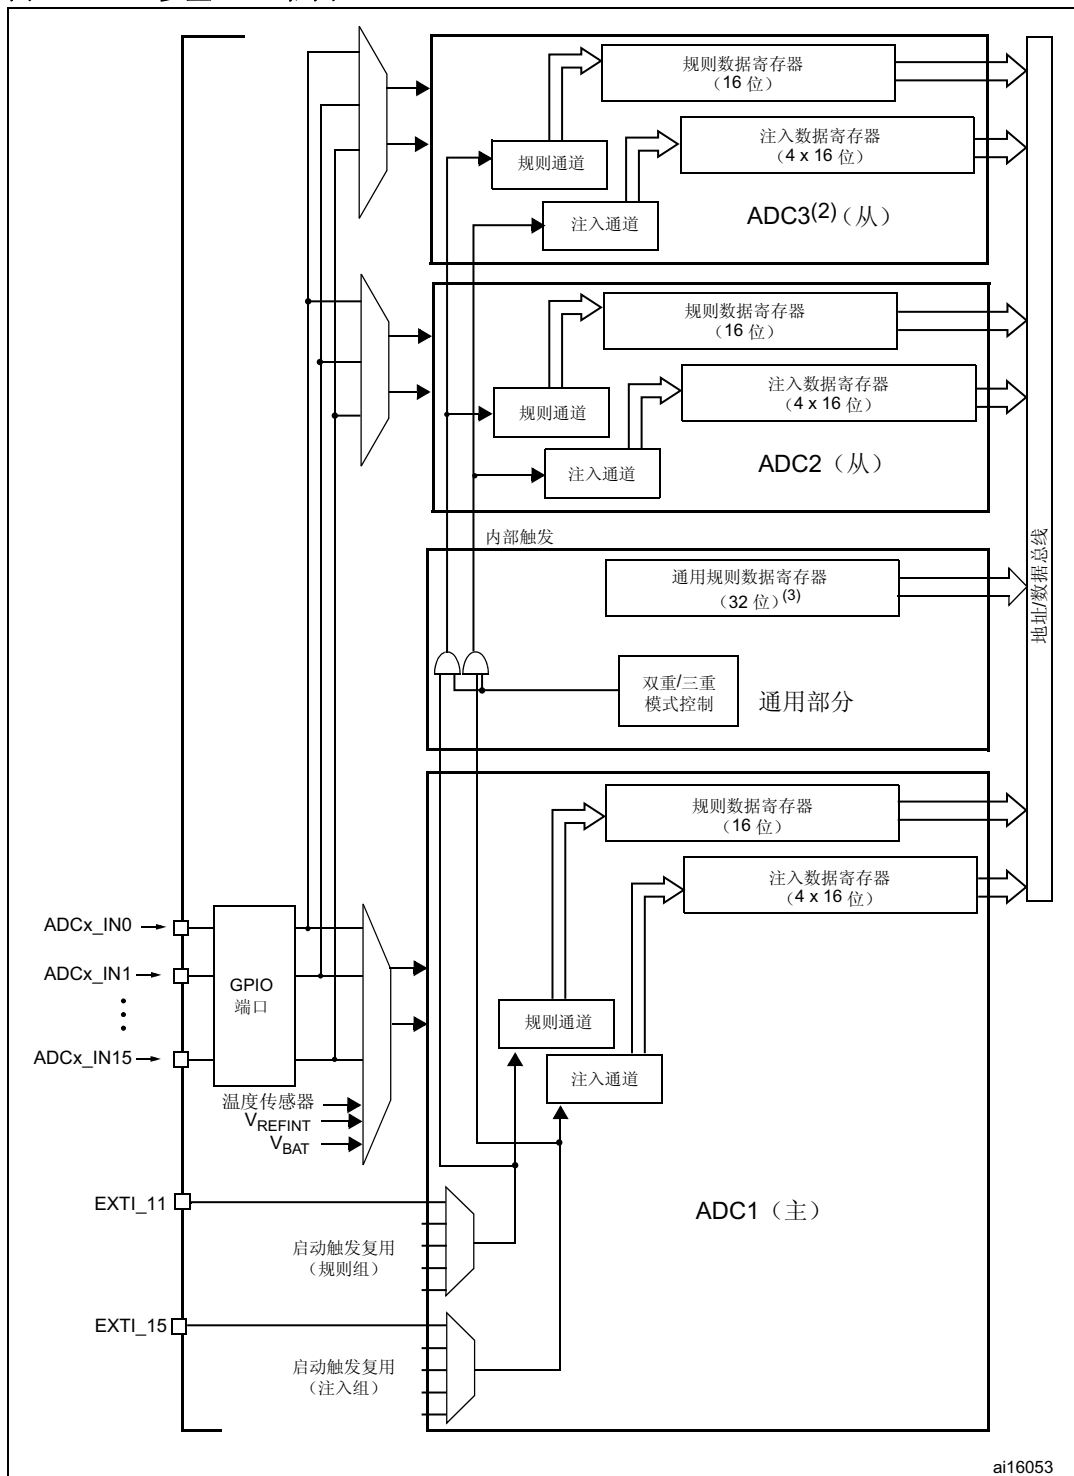 规则数据寄存器
（16 位）
注入数据寄存器
（4 x 16 位）
规则通道
注入通道
ADC3(2)（从）
规则数据寄存器
（16 位）
注入数据寄存器
（4 x 16 位）
规则通道
注入通道
ADC2（从）
内部触发
通用规则数据寄存器
（32 位）(3)
双重/三重
模式控制
通用部分
地址/数据总线
规则数据寄存器
（16 位）
注入数据寄存器
（4 x 16 位）
ADCx_IN0
ADCx_IN1
ADCx_IN15
GPIO
端口
规则通道
注入通道
温度传感器
VREFINT
VBAT
EXTI_11
启动触发复用
（规则组）
ADC1（主）
EXTI_15
启动触发复用
（注入组）
ai16053